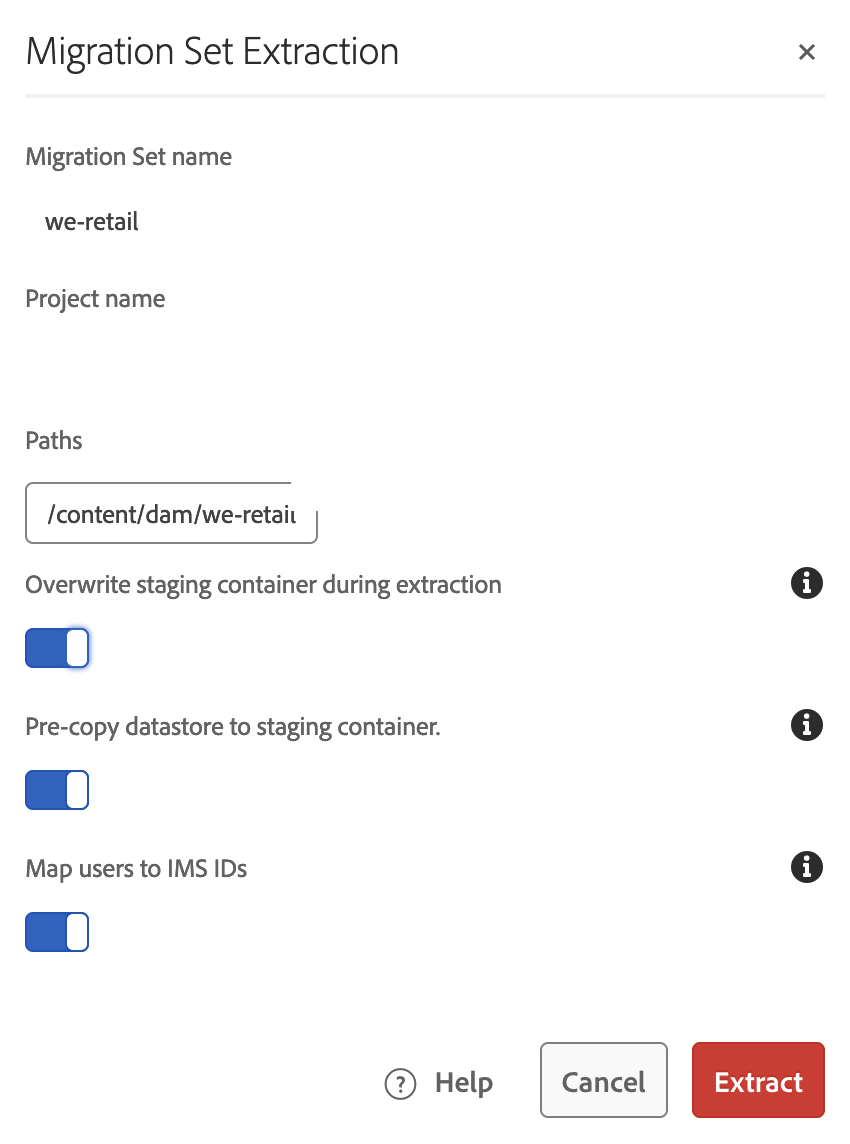 Migration Set Extraction
Migration Set name
we-retail
Project name
Paths
/content/dam/we-retail
Overwrite staging container during extraction
Pre-copy datastore to staging container.
Map users to IMS IDs
Help Cancel Extract